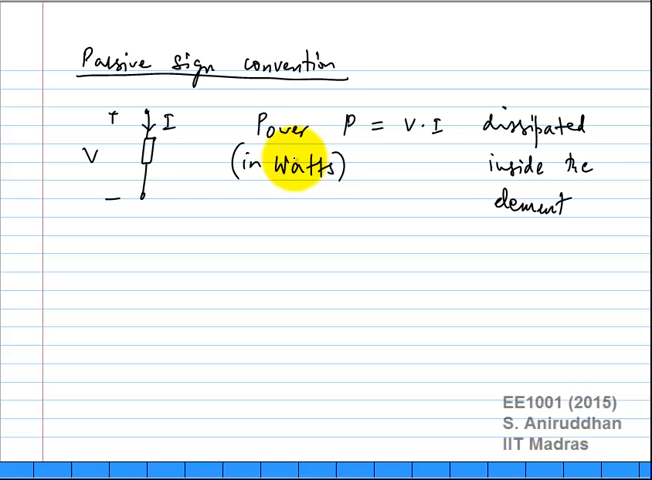 Passive sign convention
+ I Power P = V·I dissipated
V (in Watts) inside the
− element
EE1001 (2015)
S. Aniruddhan
IIT Madras